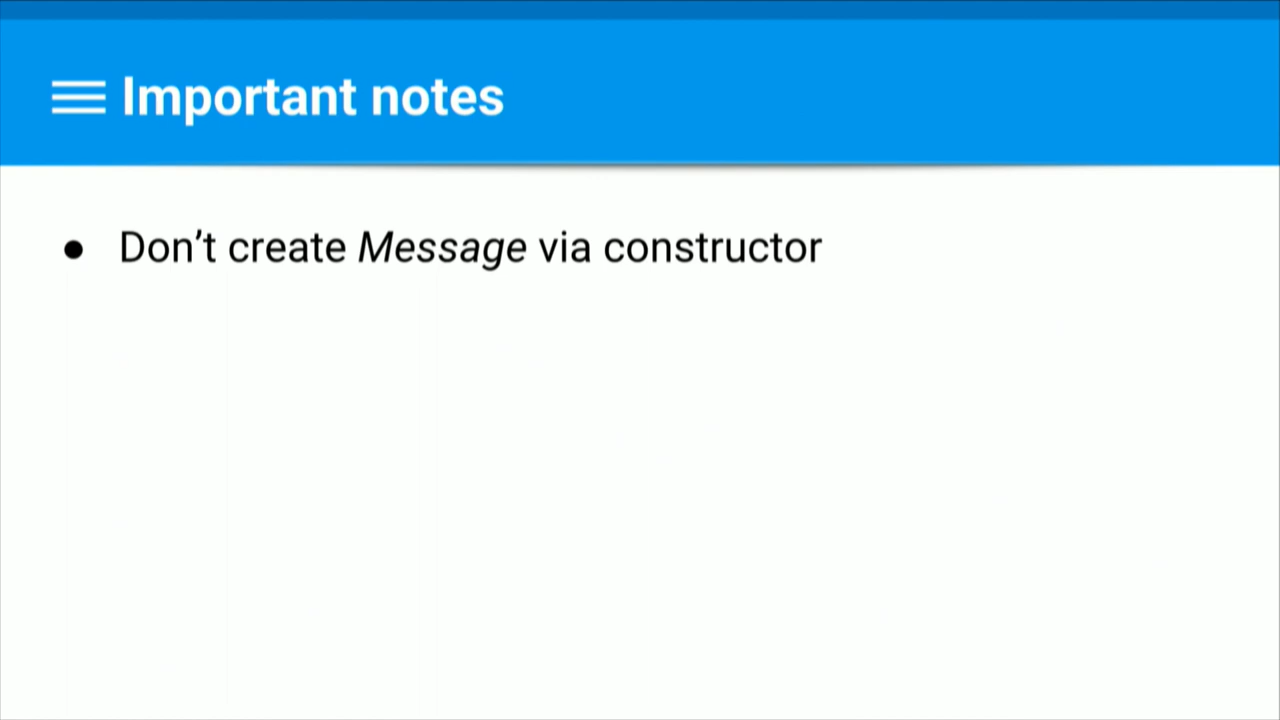 Important notes
● Don’t create Message via constructor